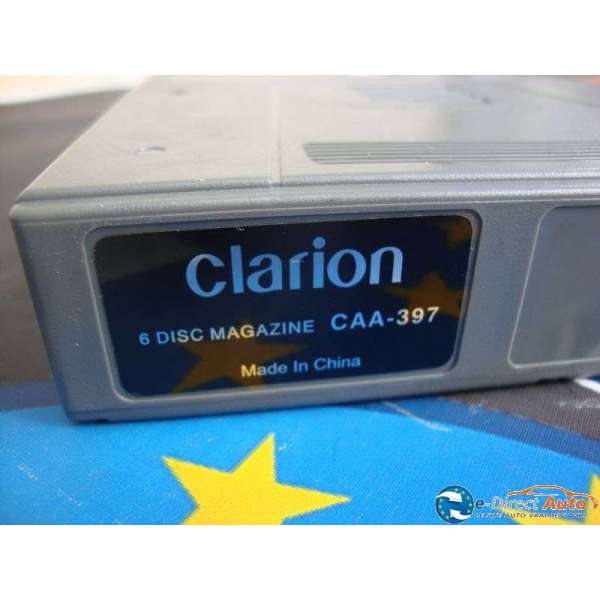 Clarion
6 DISC MAGAZINE CAA-397
Made In China
e-Direct Auto